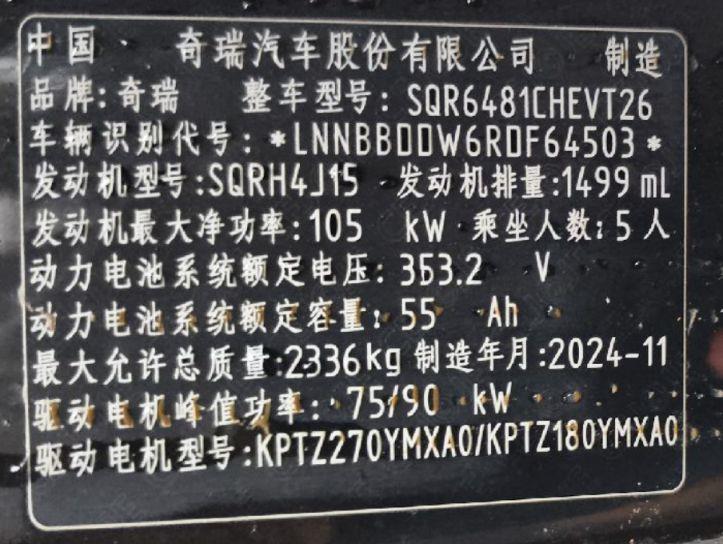 中国 奇瑞汽车股份有限公司 制造
品牌:奇瑞 整车型号:SQR6481CHEVT26
车辆识别代号:*LNNBBDDW6RDF64503*
发动机型号:SQRH4J15 发动机排量:1499 mL
发动机最大净功率:105 kW 乘坐人数:5人
动力电池系统额定电压:353.2 V
动力电池系统额定容量:55 Ah
最大允许总质量:2336kg 制造年月:2024-11
驱动电机峰值功率:75/90 kW
驱动电机型号:KPTZ270YMXA0/KPTZ180YMXA0